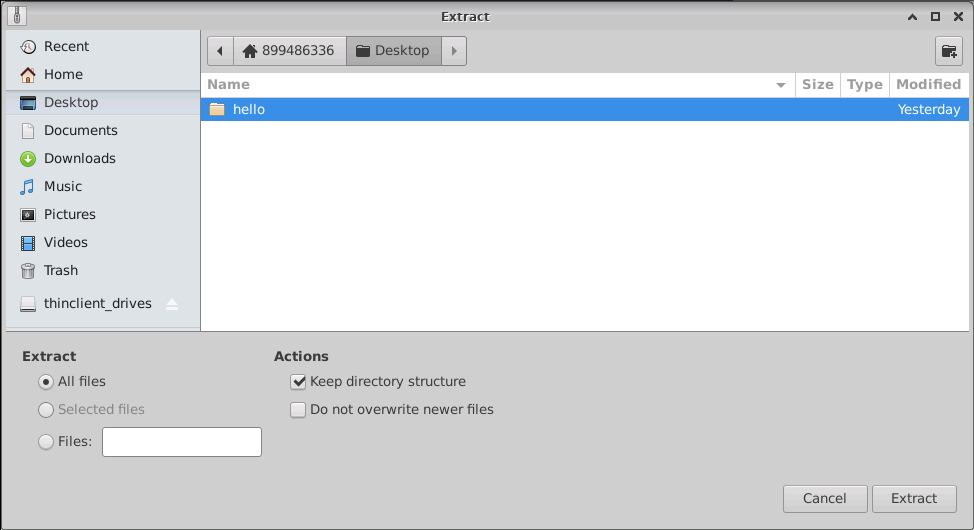 Extract
Recent
Home
Desktop
Documents
Downloads
Music
Pictures
Videos
Trash
thinclient_drives
899486336 Desktop
Name Size Type Modified
hello Yesterday
Extract
All files
Selected files
Files:
Actions
Keep directory structure
Do not overwrite newer files
Cancel Extract